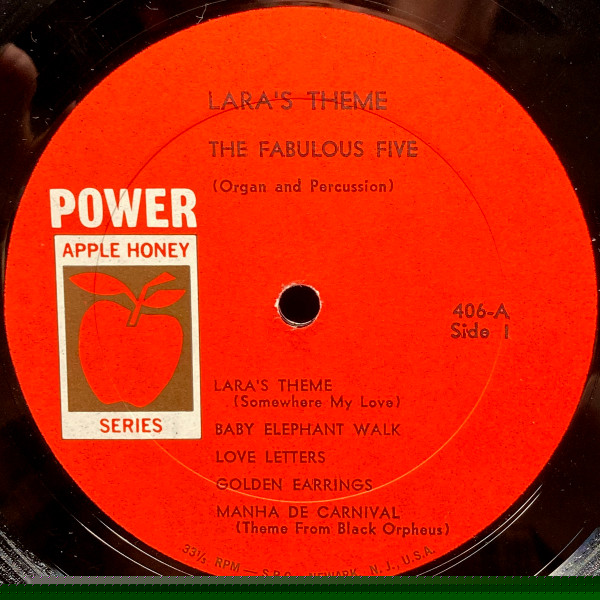 LARA'S THEME
THE FABULOUS FIVE
(Organ and Percussion)
POWER
APPLE HONEY
SERIES
406-A
Side 1
LARA'S THEME
(Somewhere My Love)
BABY ELEPHANT WALK
LOVE LETTERS
GOLDEN EARRINGS
MANHA DE CARNIVAL
(Theme From Black Orpheus)
33⅓ RPM — S.P.C. NEWARK, N.J., U.S.A.